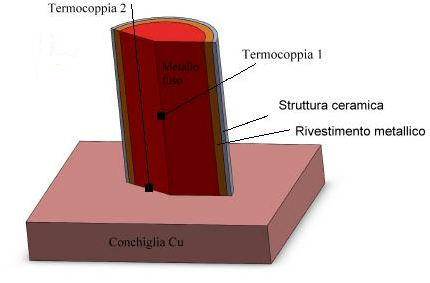 Termocoppia 2
Termocoppia 1
Metallo
fuso
Struttura ceramica
Rivestimento metallico
Conchiglia Cu